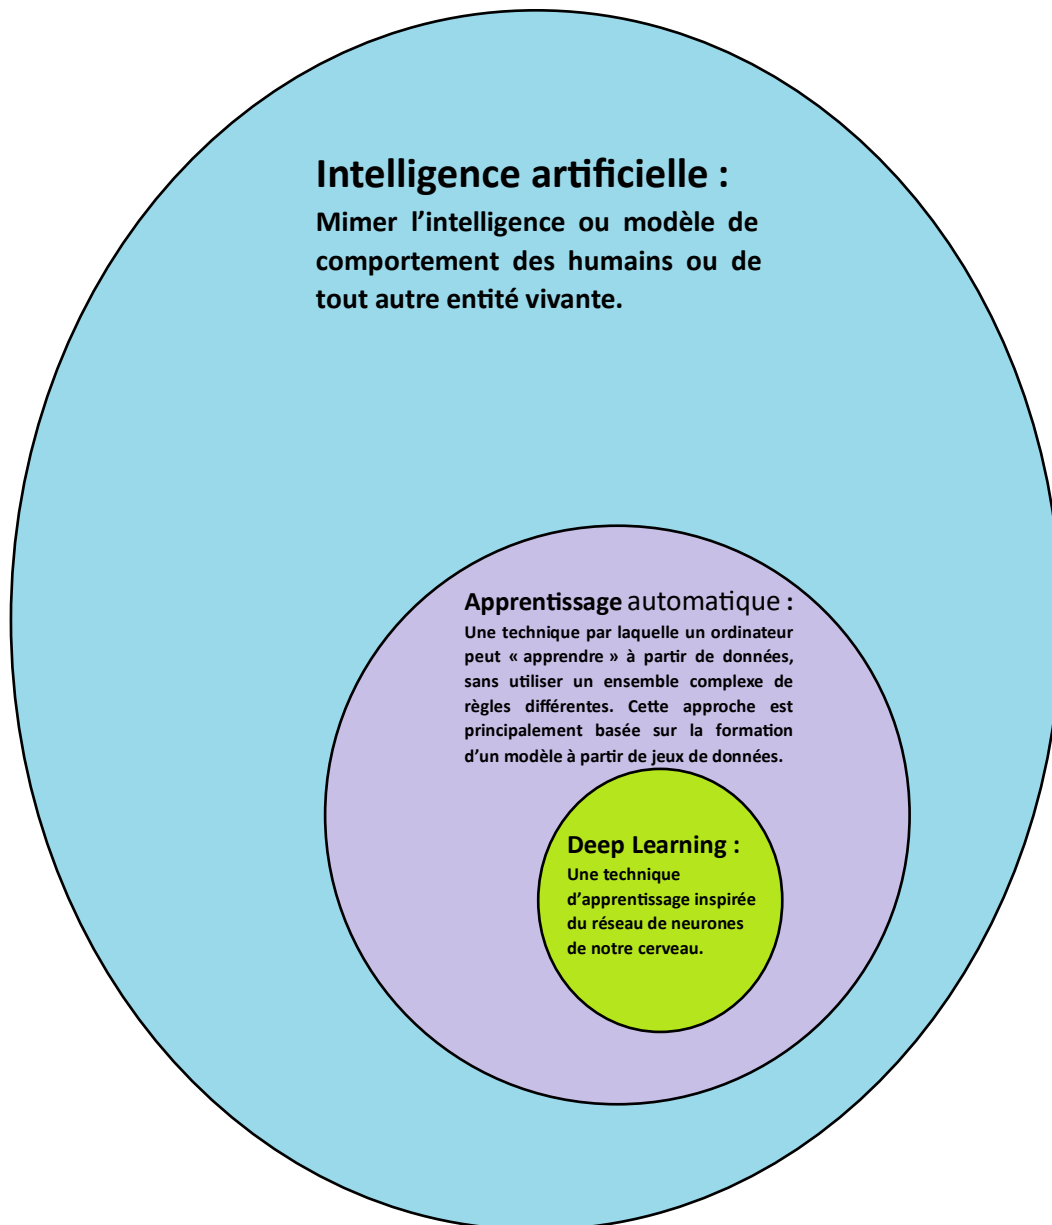 Intelligence artificielle :
Mimer l’intelligence ou modèle de
comportement des humains ou de
tout autre entité vivante.
Apprentissage automatique :
Une technique par laquelle un ordinateur
peut « apprendre » à partir de données,
sans utiliser un ensemble complexe de
règles différentes. Cette approche est
principalement basée sur la formation
d’un modèle à partir de jeux de données.
Deep Learning :
Une technique
d’apprentissage inspirée
du réseau de neurones
de notre cerveau.